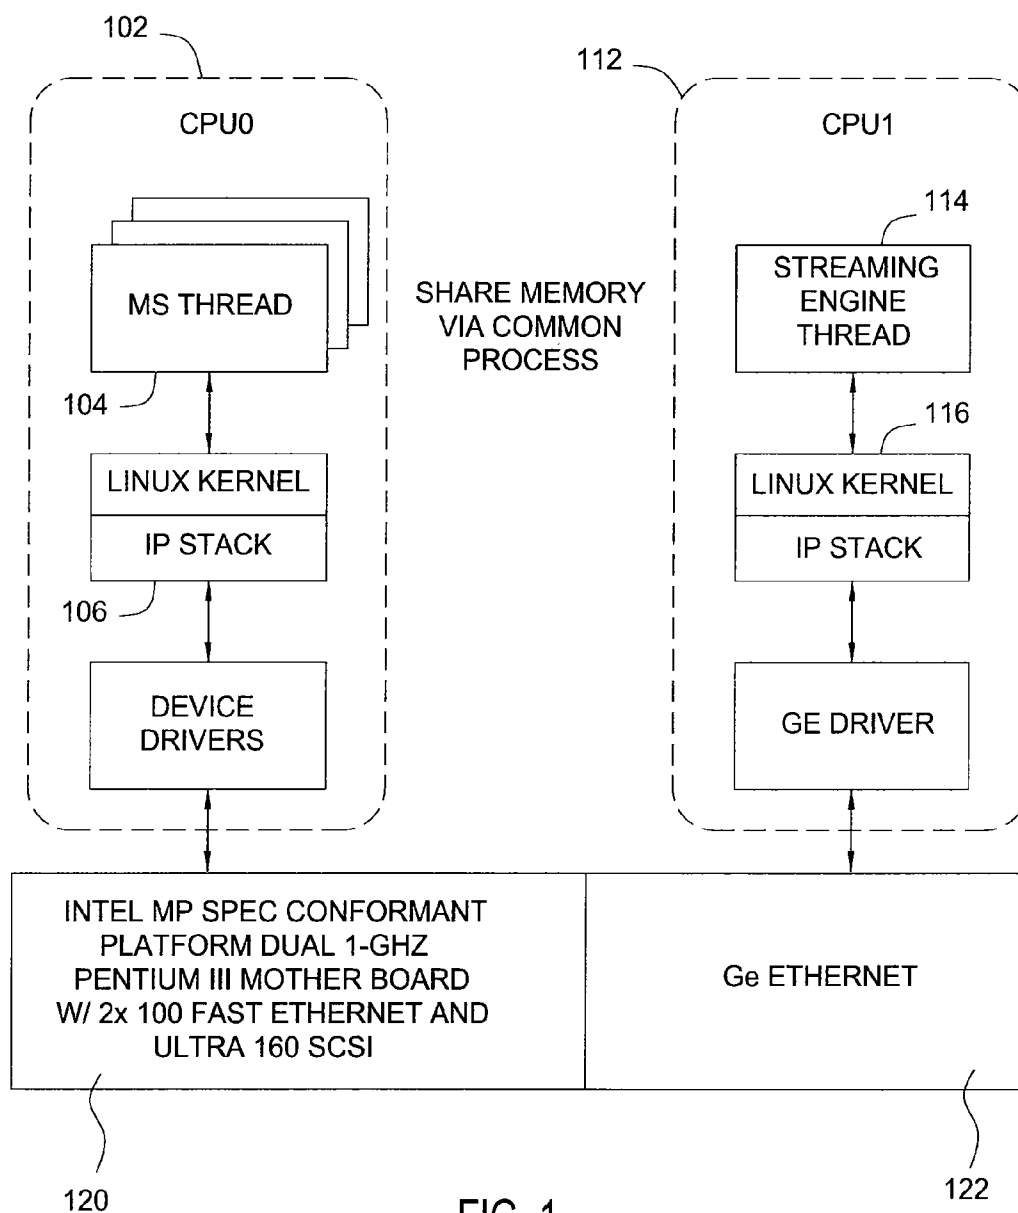 102
112
CPU0
CPU1
114
MS THREAD
SHARE MEMORY
VIA COMMON
PROCESS
STREAMING
ENGINE
THREAD
104
116
LINUX KERNEL
IP STACK
LINUX KERNEL
IP STACK
106
DEVICE
DRIVERS
GE DRIVER
INTEL MP SPEC CONFORMANT
PLATFORM DUAL 1-GHZ
PENTIUM III MOTHER BOARD
W/ 2x 100 FAST ETHERNET AND
ULTRA 160 SCSI
Ge ETHERNET
120
122
FIG. 1